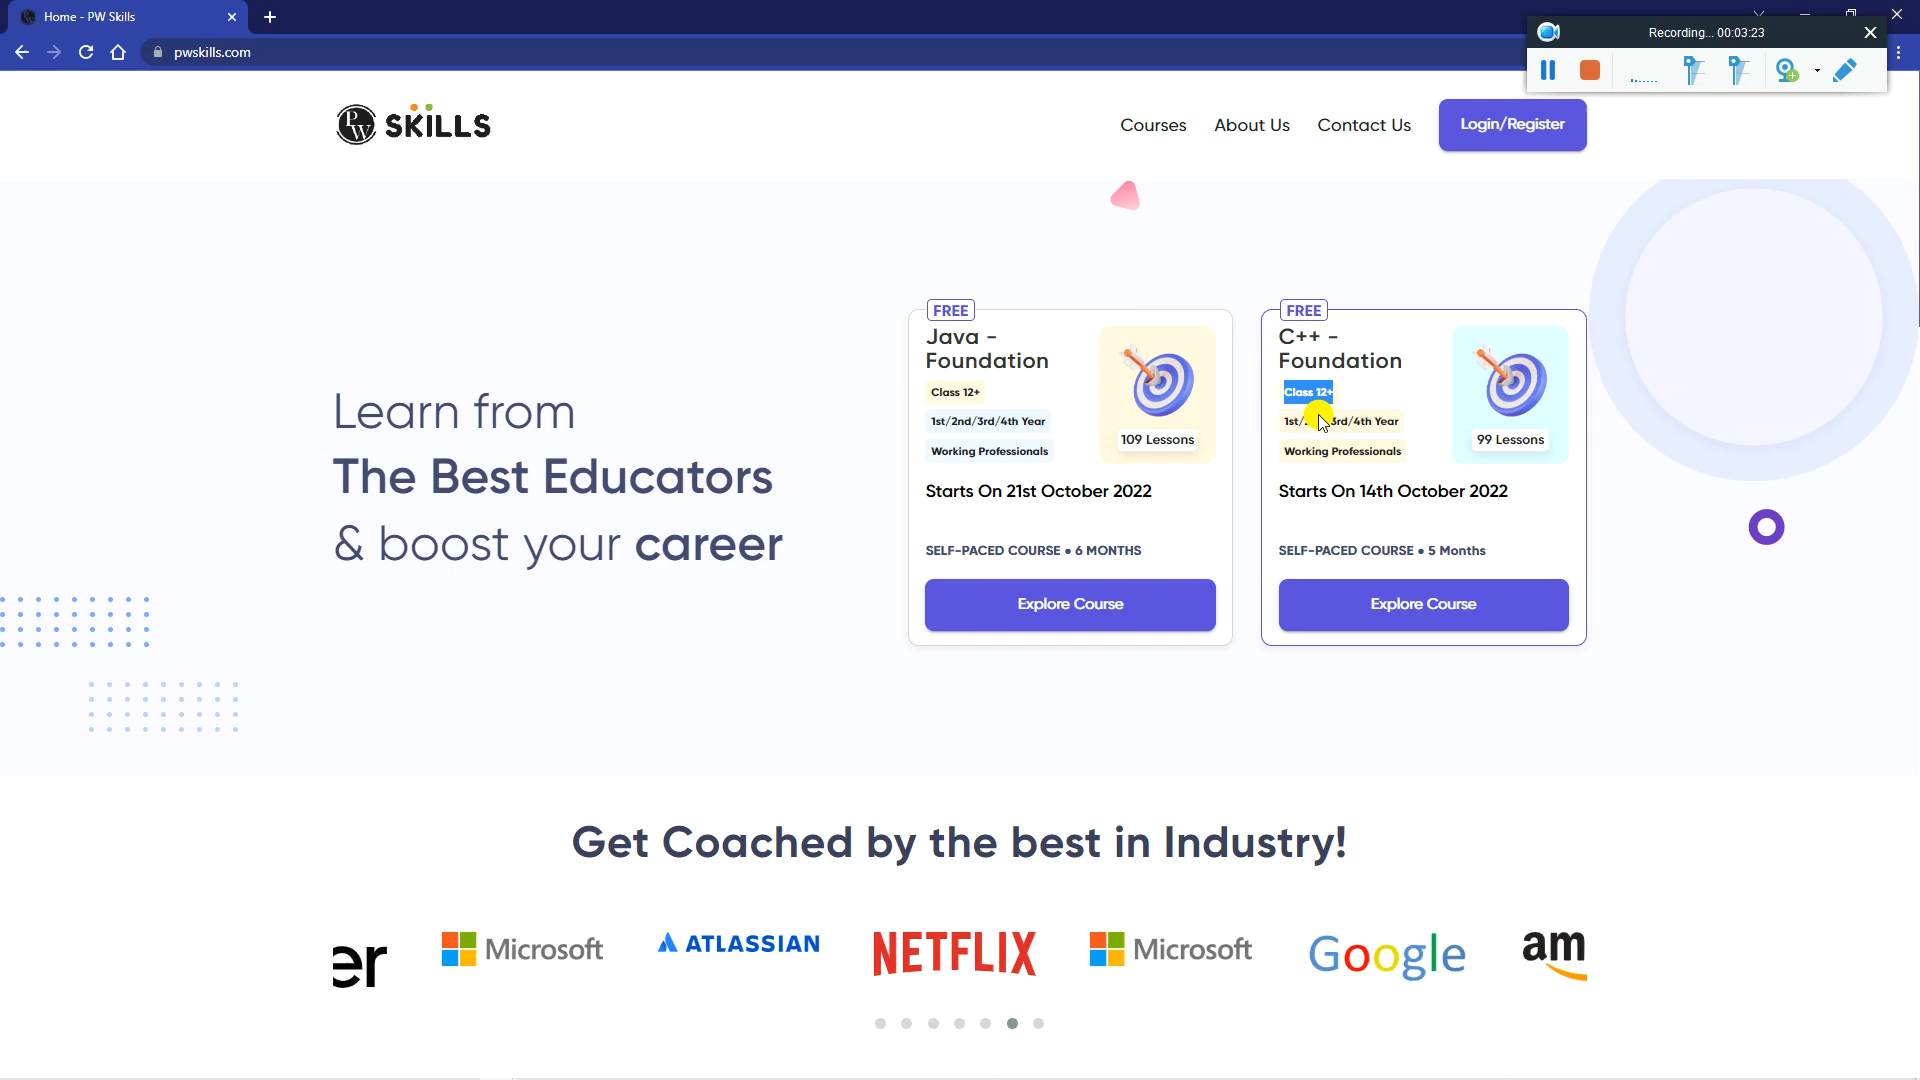 Home - PW Skills
pwskills.com
Recording... 00:03:23
PW SKILLS
Courses
About Us
Contact Us
Login/Register
Learn from
The Best Educators
& boost your career
FREE
Java -
Foundation
Class 12+
1st/2nd/3rd/4th Year
Working Professionals
109 Lessons
Starts On 21st October 2022
SELF-PACED COURSE • 6 MONTHS
Explore Course
FREE
C++ -
Foundation
Class 12+
1st/ 3rd/4th Year
Working Professionals
99 Lessons
Starts On 14th October 2022
SELF-PACED COURSE • 5 Months
Explore Course
Get Coached by the best in Industry!
er
Microsoft
ATLASSIAN
NETFLIX
Microsoft
Google
am